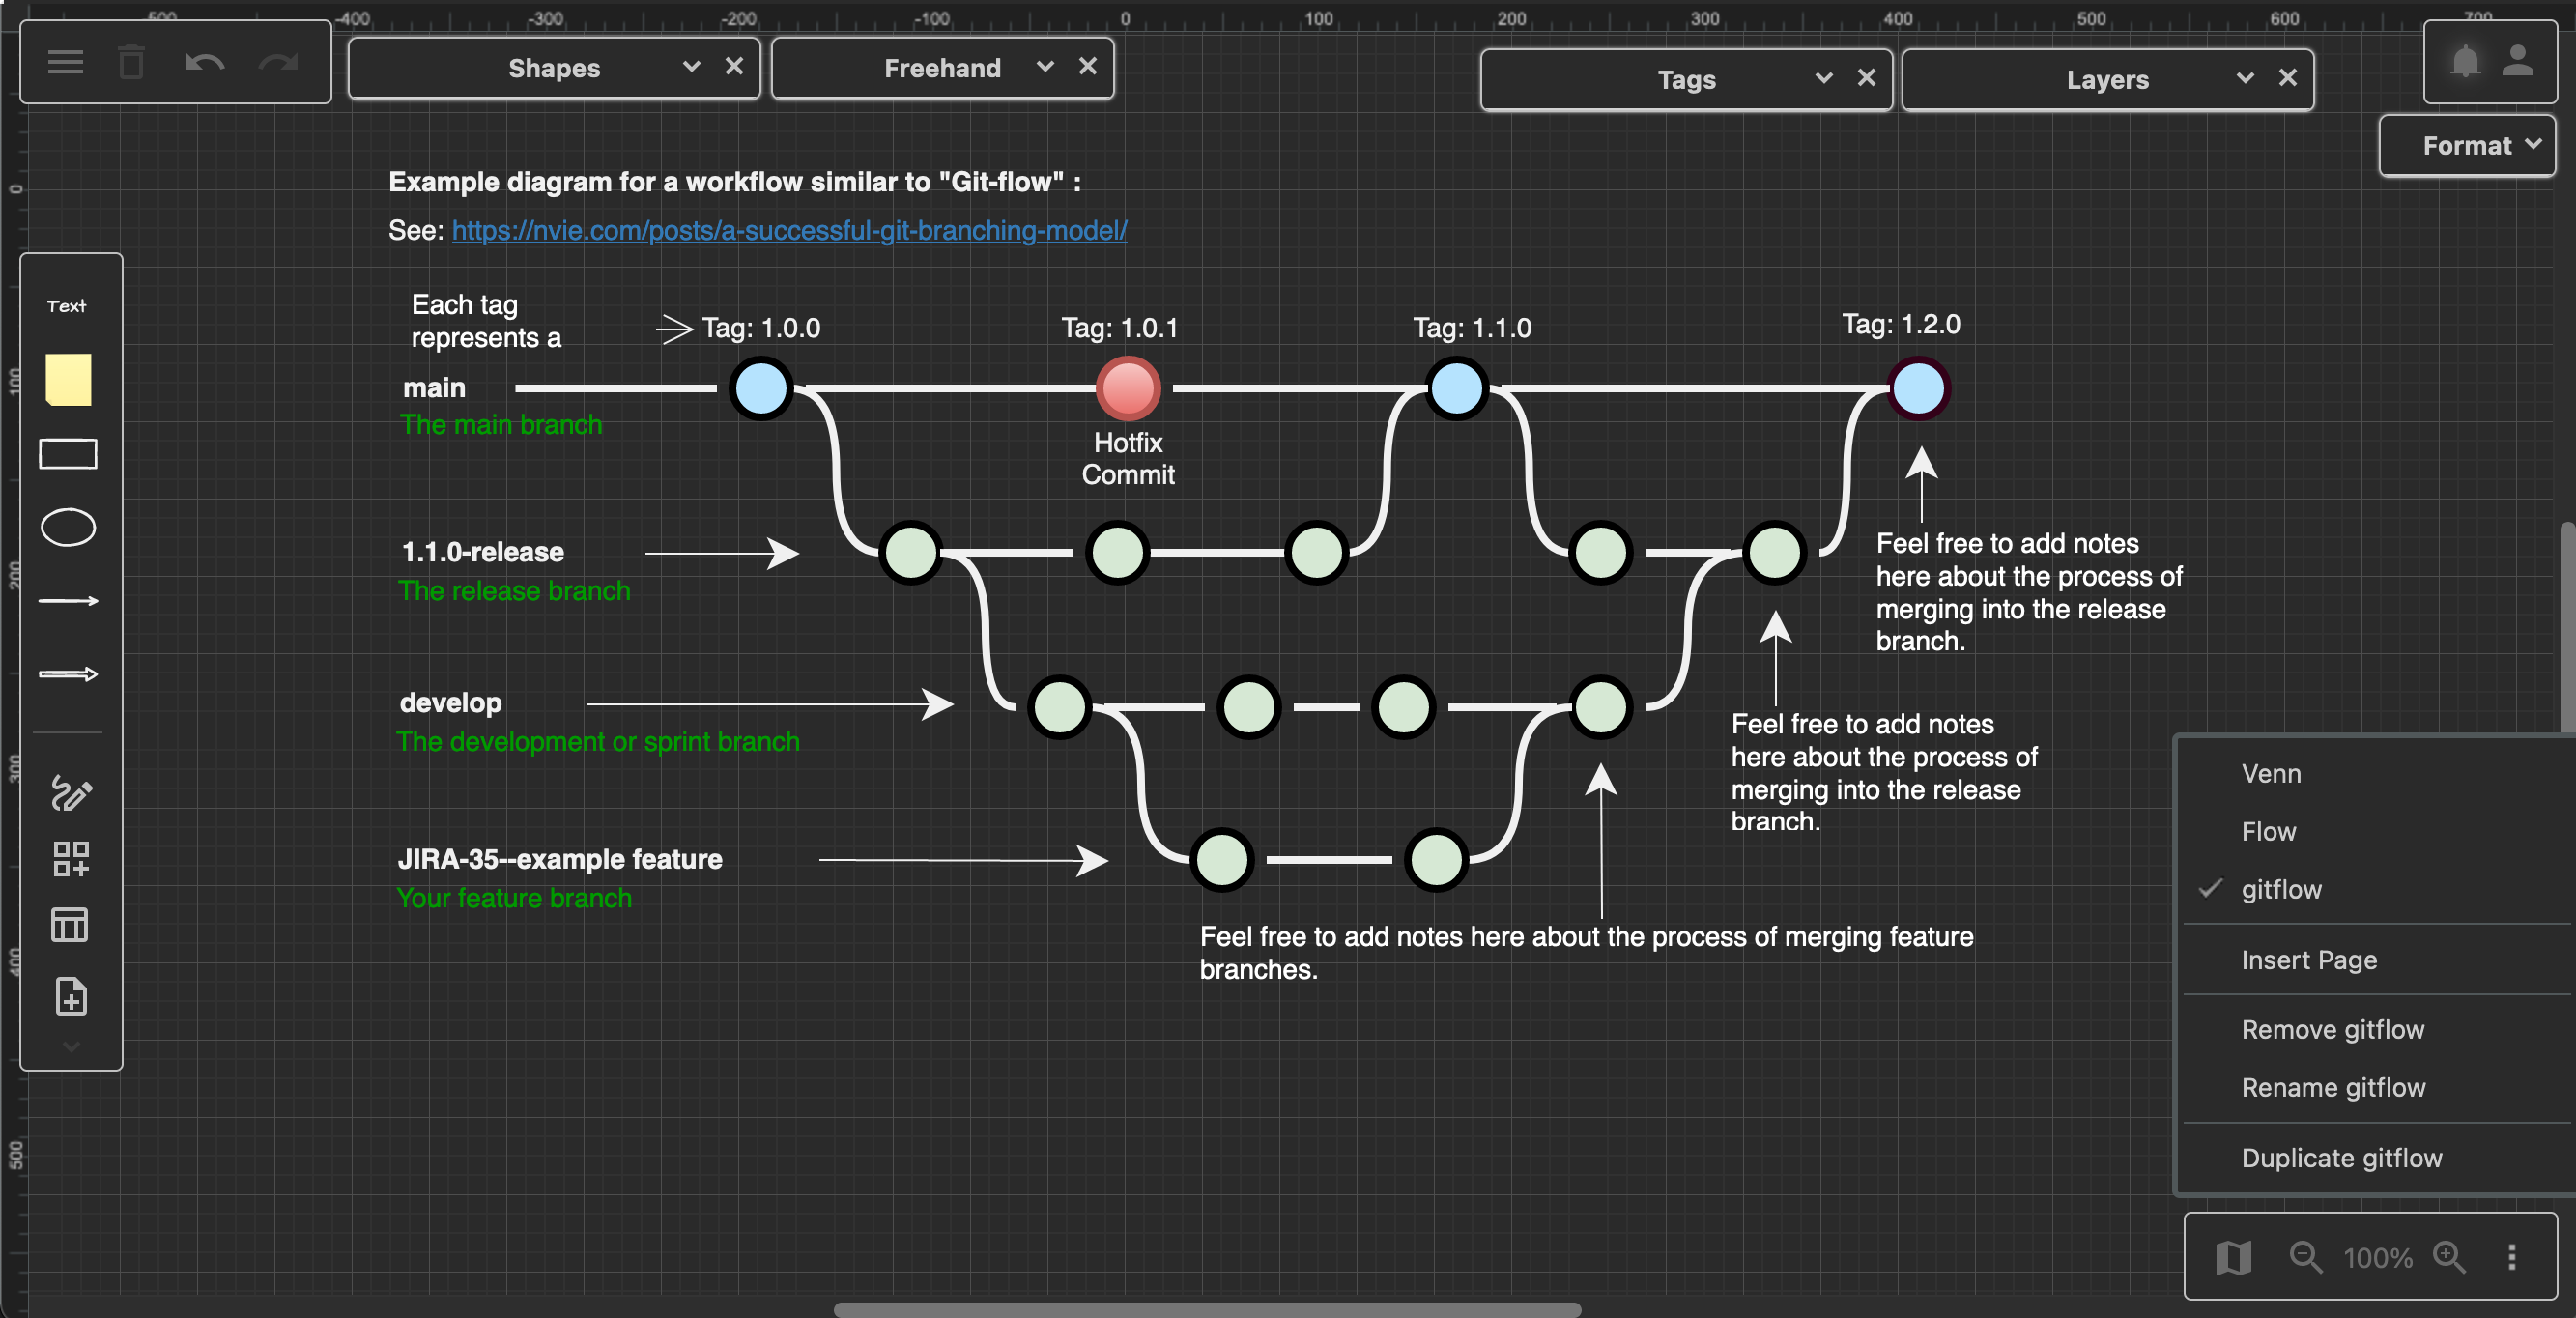 -500 -400 -300 -200 -100 0 100 200 300 400 500 600 700
Shapes
Freehand
Tags
Layers
Format
Example diagram for a workflow similar to "Git-flow" :
See: https://nvie.com/posts/a-successful-git-branching-model/
Text
Each tag
represents a
Tag: 1.0.0
Tag: 1.0.1
Tag: 1.1.0
Tag: 1.2.0
main
The main branch
Hotfix
Commit
1.1.0-release
The release branch
Feel free to add notes
here about the process of
merging into the release
branch.
develop
The development or sprint branch
Feel free to add notes
here about the process of
merging into the release
branch.
JIRA-35--example feature
Your feature branch
Feel free to add notes here about the process of merging feature
branches.
0
100
200
300
400
500
Venn
Flow
gitflow
Insert Page
Remove gitflow
Rename gitflow
Duplicate gitflow
100%